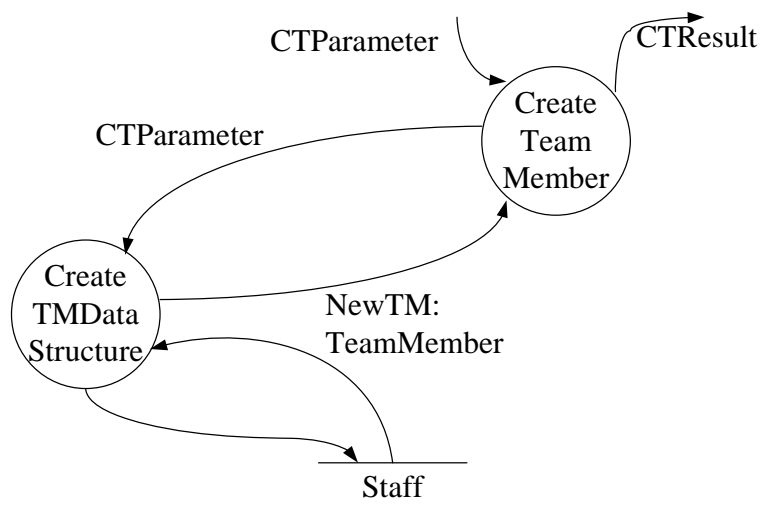 CTParameter
CTResult
Create
Team
Member
CTParameter
Create
TMData
Structure
NewTM:
TeamMember
Staff